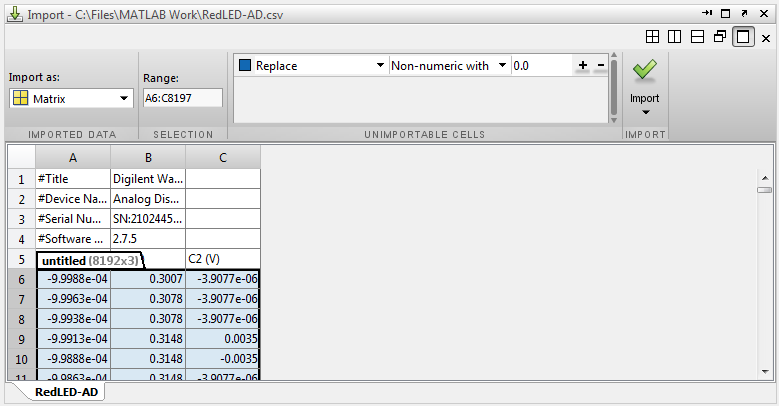 Import - C:\Files\MATLAB Work\RedLED-AD.csv
Import as:
Matrix
IMPORTED DATA
Range:
A6:C8197
SELECTION
Replace Non-numeric with 0.0 + −
UNIMPORTABLE CELLS
Import
IMPORT
A B C
1 #Title Digilent Wa...
2 #Device Na... Analog Dis...
3 #Serial Nu... SN:2102445...
4 #Software ... 2.7.5
5 untitled (8192x3) C2 (V)
6 -9.9988e-04 0.3007 -3.9077e-06
7 -9.9963e-04 0.3078 -3.9077e-06
8 -9.9938e-04 0.3078 -3.9077e-06
9 -9.9913e-04 0.3148 0.0035
10 -9.9888e-04 0.3148 -0.0035
11 -9.9863e-04 0.3148 -3.9077e-06
RedLED-AD